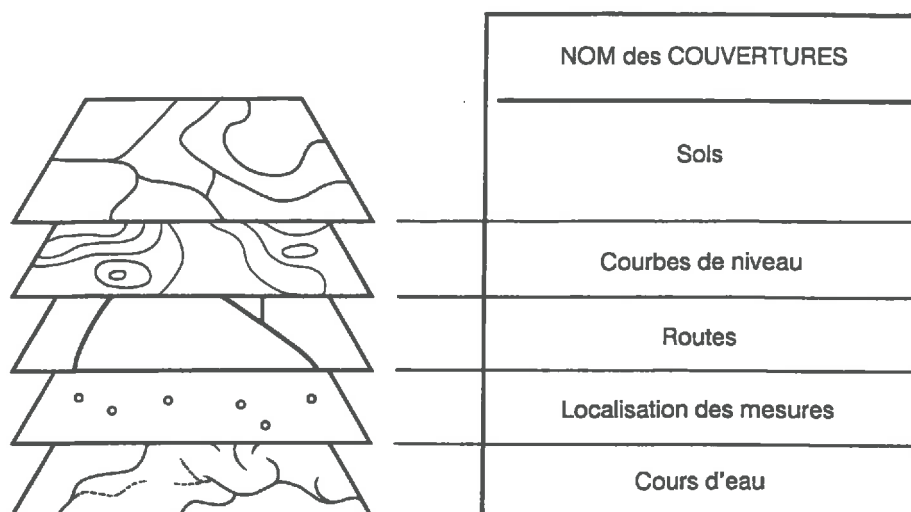 NOM des COUVERTURES
Sols
Courbes de niveau
Routes
Localisation des mesures
Cours d'eau